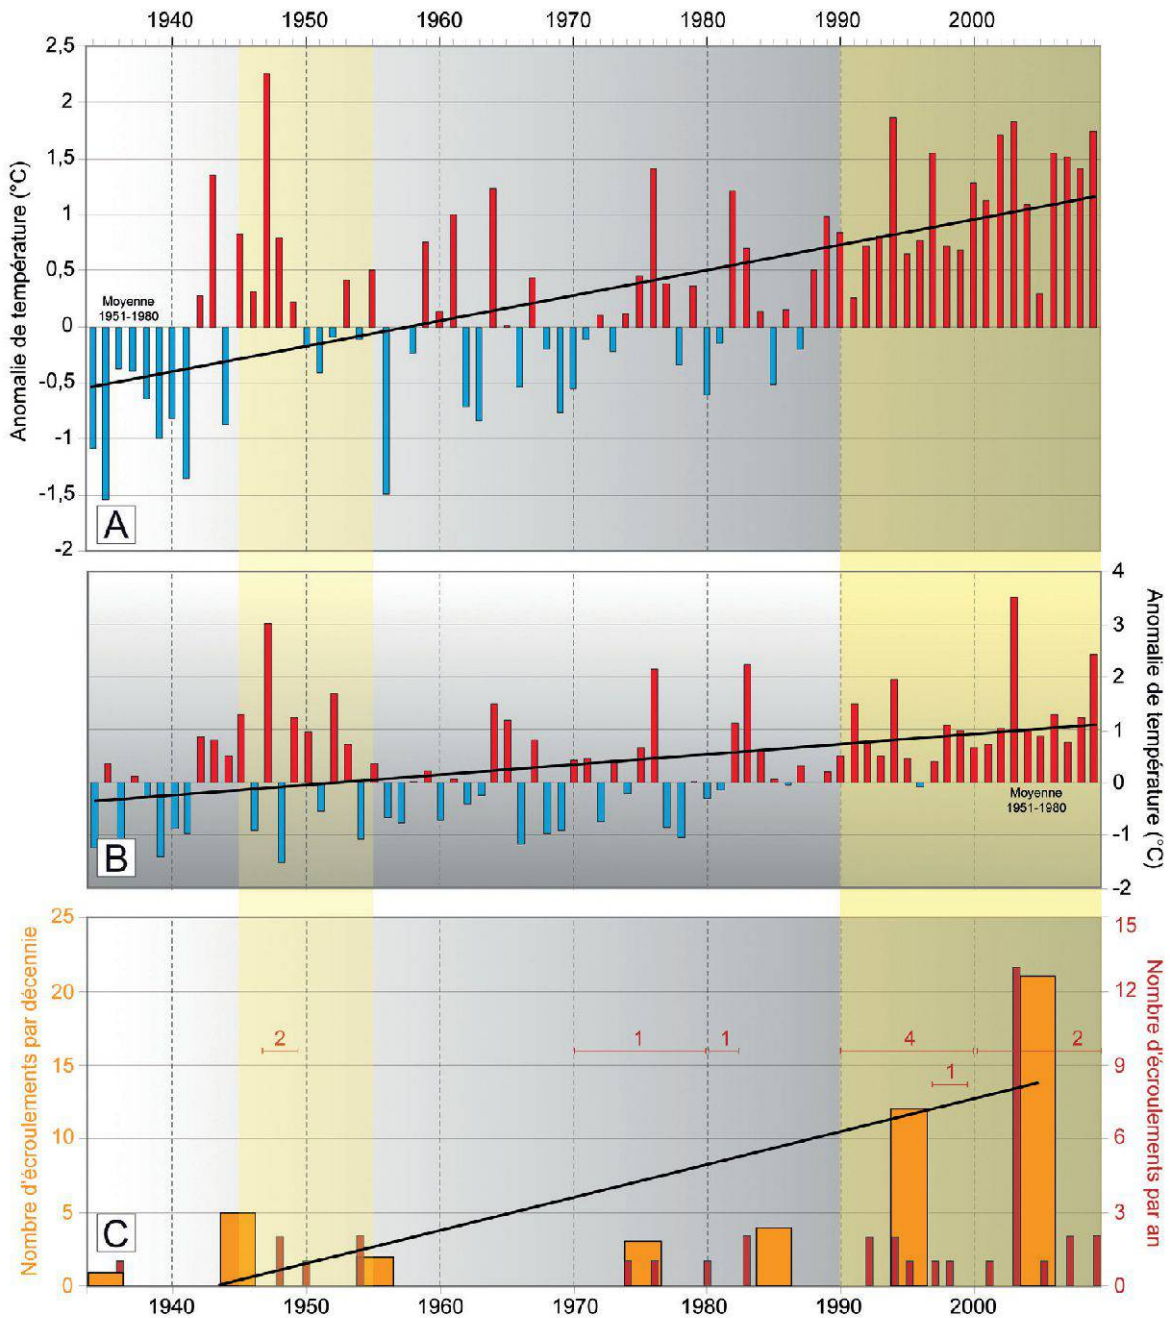 1940 1950 1960 1970 1980 1990 2000
2,5
2
1,5
1
0,5
0
-0,5
-1
-1,5
-2
Anomalie de température (°C)
Moyenne
1951-1980
A
4
3
2
1
0
-1
-2
Anomalie de température (°C)
Moyenne
1951-1980
B
25
20
15
10
5
0
Nombre d'écroulements par décennie
15
12
9
6
3
0
Nombre d'écroulements par an
2 1 1 4 2
1
C
1940 1950 1960 1970 1980 1990 2000